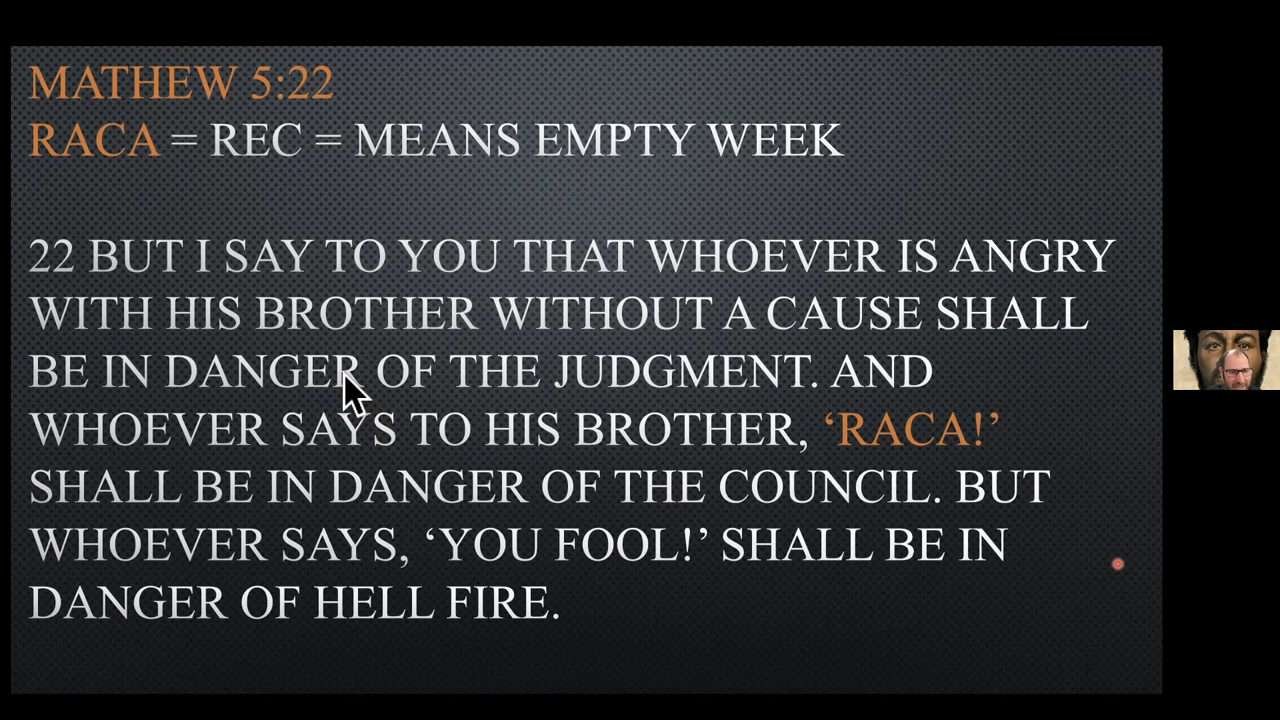 MATHEW 5:22
RACA = REC = MEANS EMPTY WEEK
22 BUT I SAY TO YOU THAT WHOEVER IS ANGRY
WITH HIS BROTHER WITHOUT A CAUSE SHALL
BE IN DANGER OF THE JUDGMENT. AND
WHOEVER SAYS TO HIS BROTHER, ‘RACA!’
SHALL BE IN DANGER OF THE COUNCIL. BUT
WHOEVER SAYS, ‘YOU FOOL!’ SHALL BE IN
DANGER OF HELL FIRE.